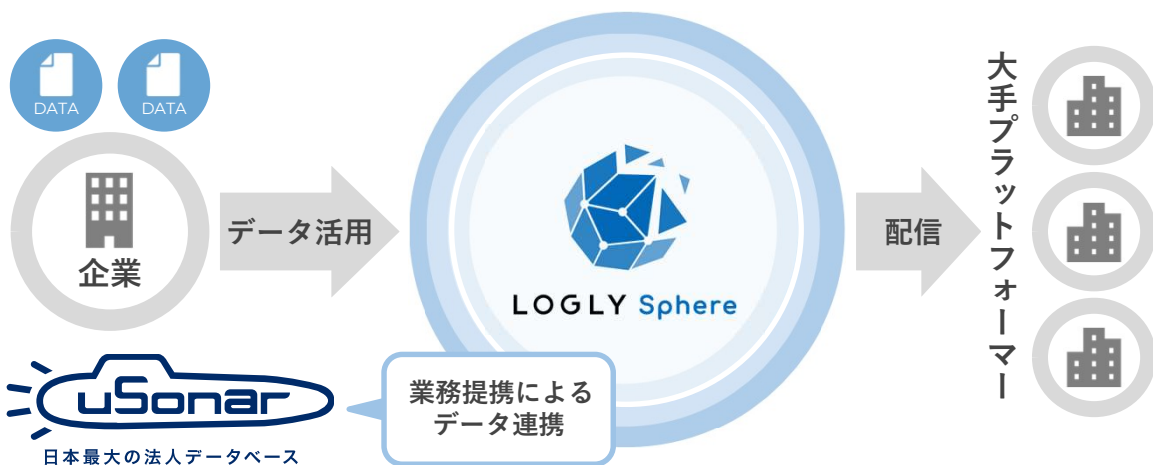 DATA
DATA
企業
データ活用
LOGLY Sphere
配信
大手プラットフォーマー
業務提携による
データ連携
uSonar
日本最大の法人データベース